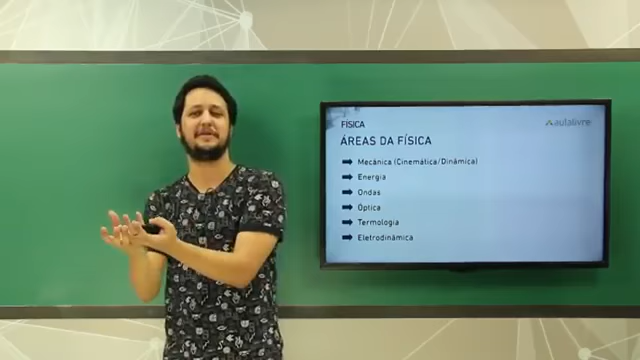 FÍSICA
aulalivre
ÁREAS DA FÍSICA
Mecânica (Cinemática/Dinâmica)
Energia
Ondas
Óptica
Termologia
Eletrodinâmica